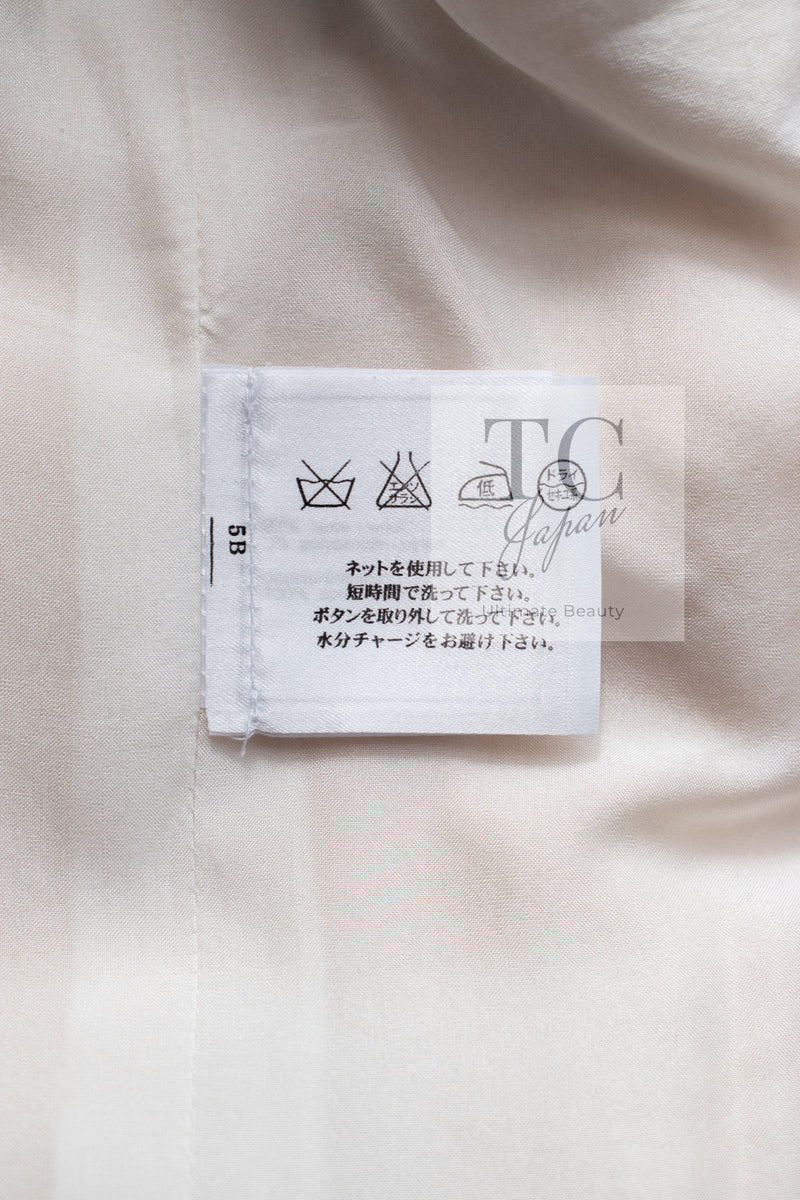 エンソ
サラシ
低
ドライ
セキユ系
5B
ネットを使用して下さい。
短時間で洗って下さい。
ボタンを取り外して洗って下さい。
水分チャージをお避け下さい。
TC
Japan
Ultimate Beauty